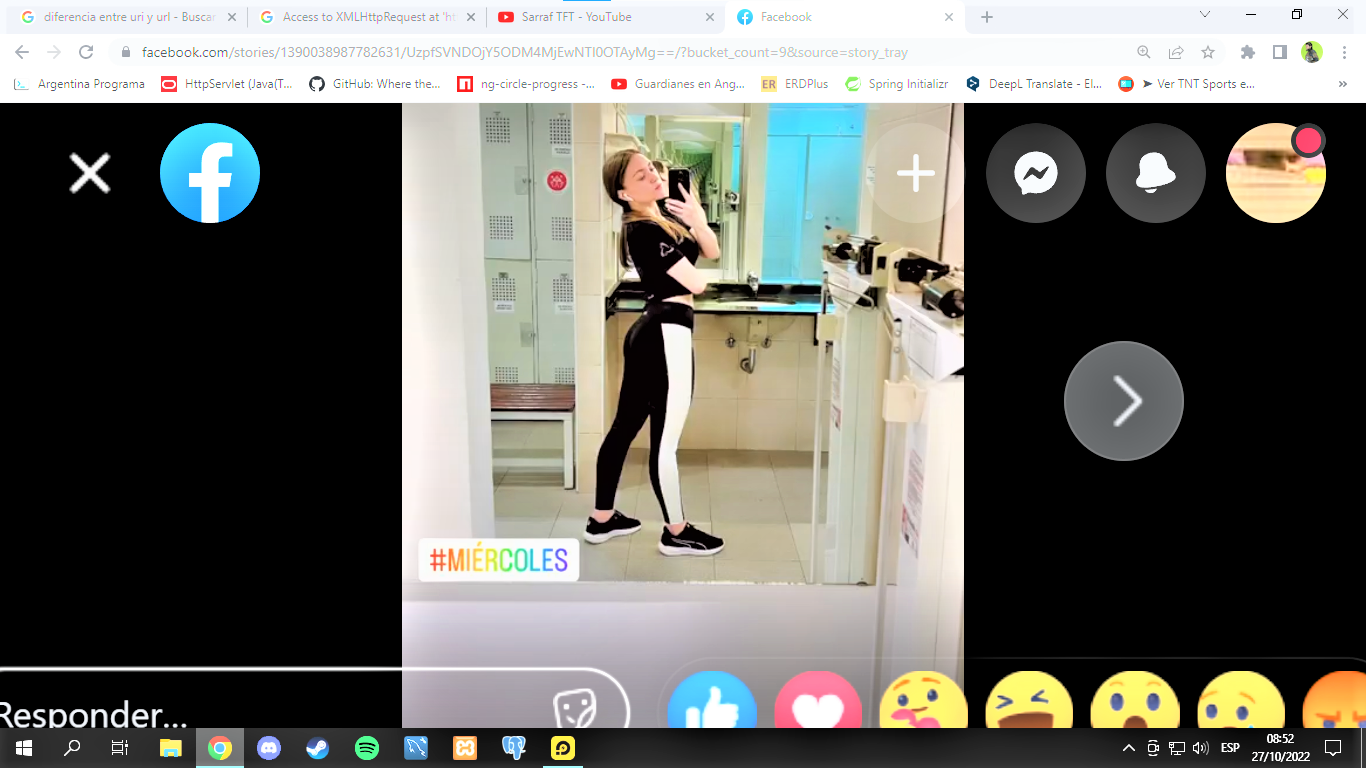 diferencia entre uri y url - Buscar
Access to XMLHttpRequest at 'ht
Sarraf TFT - YouTube
Facebook
facebook.com/stories/1390038987782631/UzpfSVNDOjY5ODM4MjEwNTI0OTAyMg==/?bucket_count=9&source=story_tray
Argentina Programa
HttpServlet (Java(T...
GitHub: Where the...
ng-circle-progress -...
Guardianes en Ang...
ER ERDPlus
Spring Initializr
DeepL Translate - El...
➤ Ver TNT Sports e...
»
#MIÉRCOLES
Responder...
ESP
08:52
27/10/2022